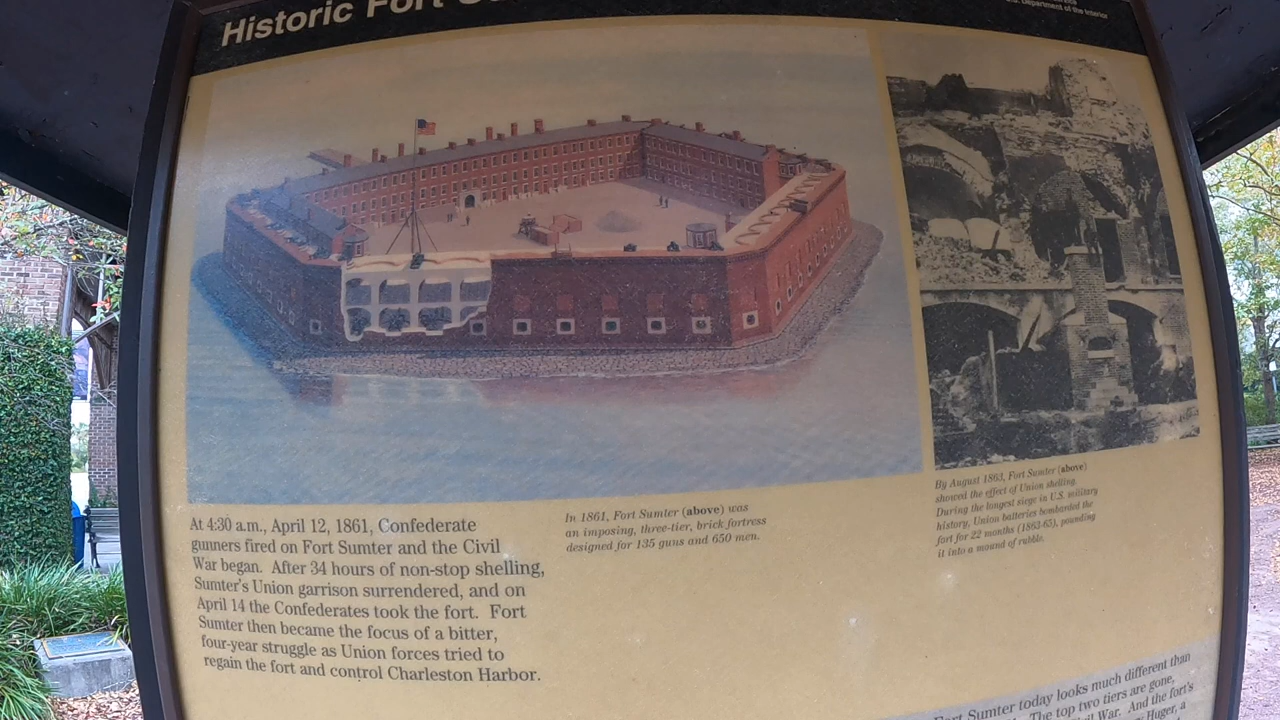 Historic Fort
U.S. Department of the Interior
At 4:30 a.m., April 12, 1861, Confederate
gunners fired on Fort Sumter and the Civil
War began. After 34 hours of non-stop shelling,
Sumter's Union garrison surrendered, and on
April 14 the Confederates took the fort. Fort
Sumter then became the focus of a bitter,
four-year struggle as Union forces tried to
regain the fort and control Charleston Harbor.
In 1861, Fort Sumter (above) was
an imposing, three-tier, brick fortress
designed for 135 guns and 650 men.
By August 1863, Fort Sumter (above)
showed the effect of Union shelling.
During the longest siege in U.S. military
history, Union batteries bombarded the
fort for 22 months (1863-65), pounding
it into a mound of rubble.
Fort Sumter today looks much different than
The top two tiers are gone,
War. And the fort's
Huger, a